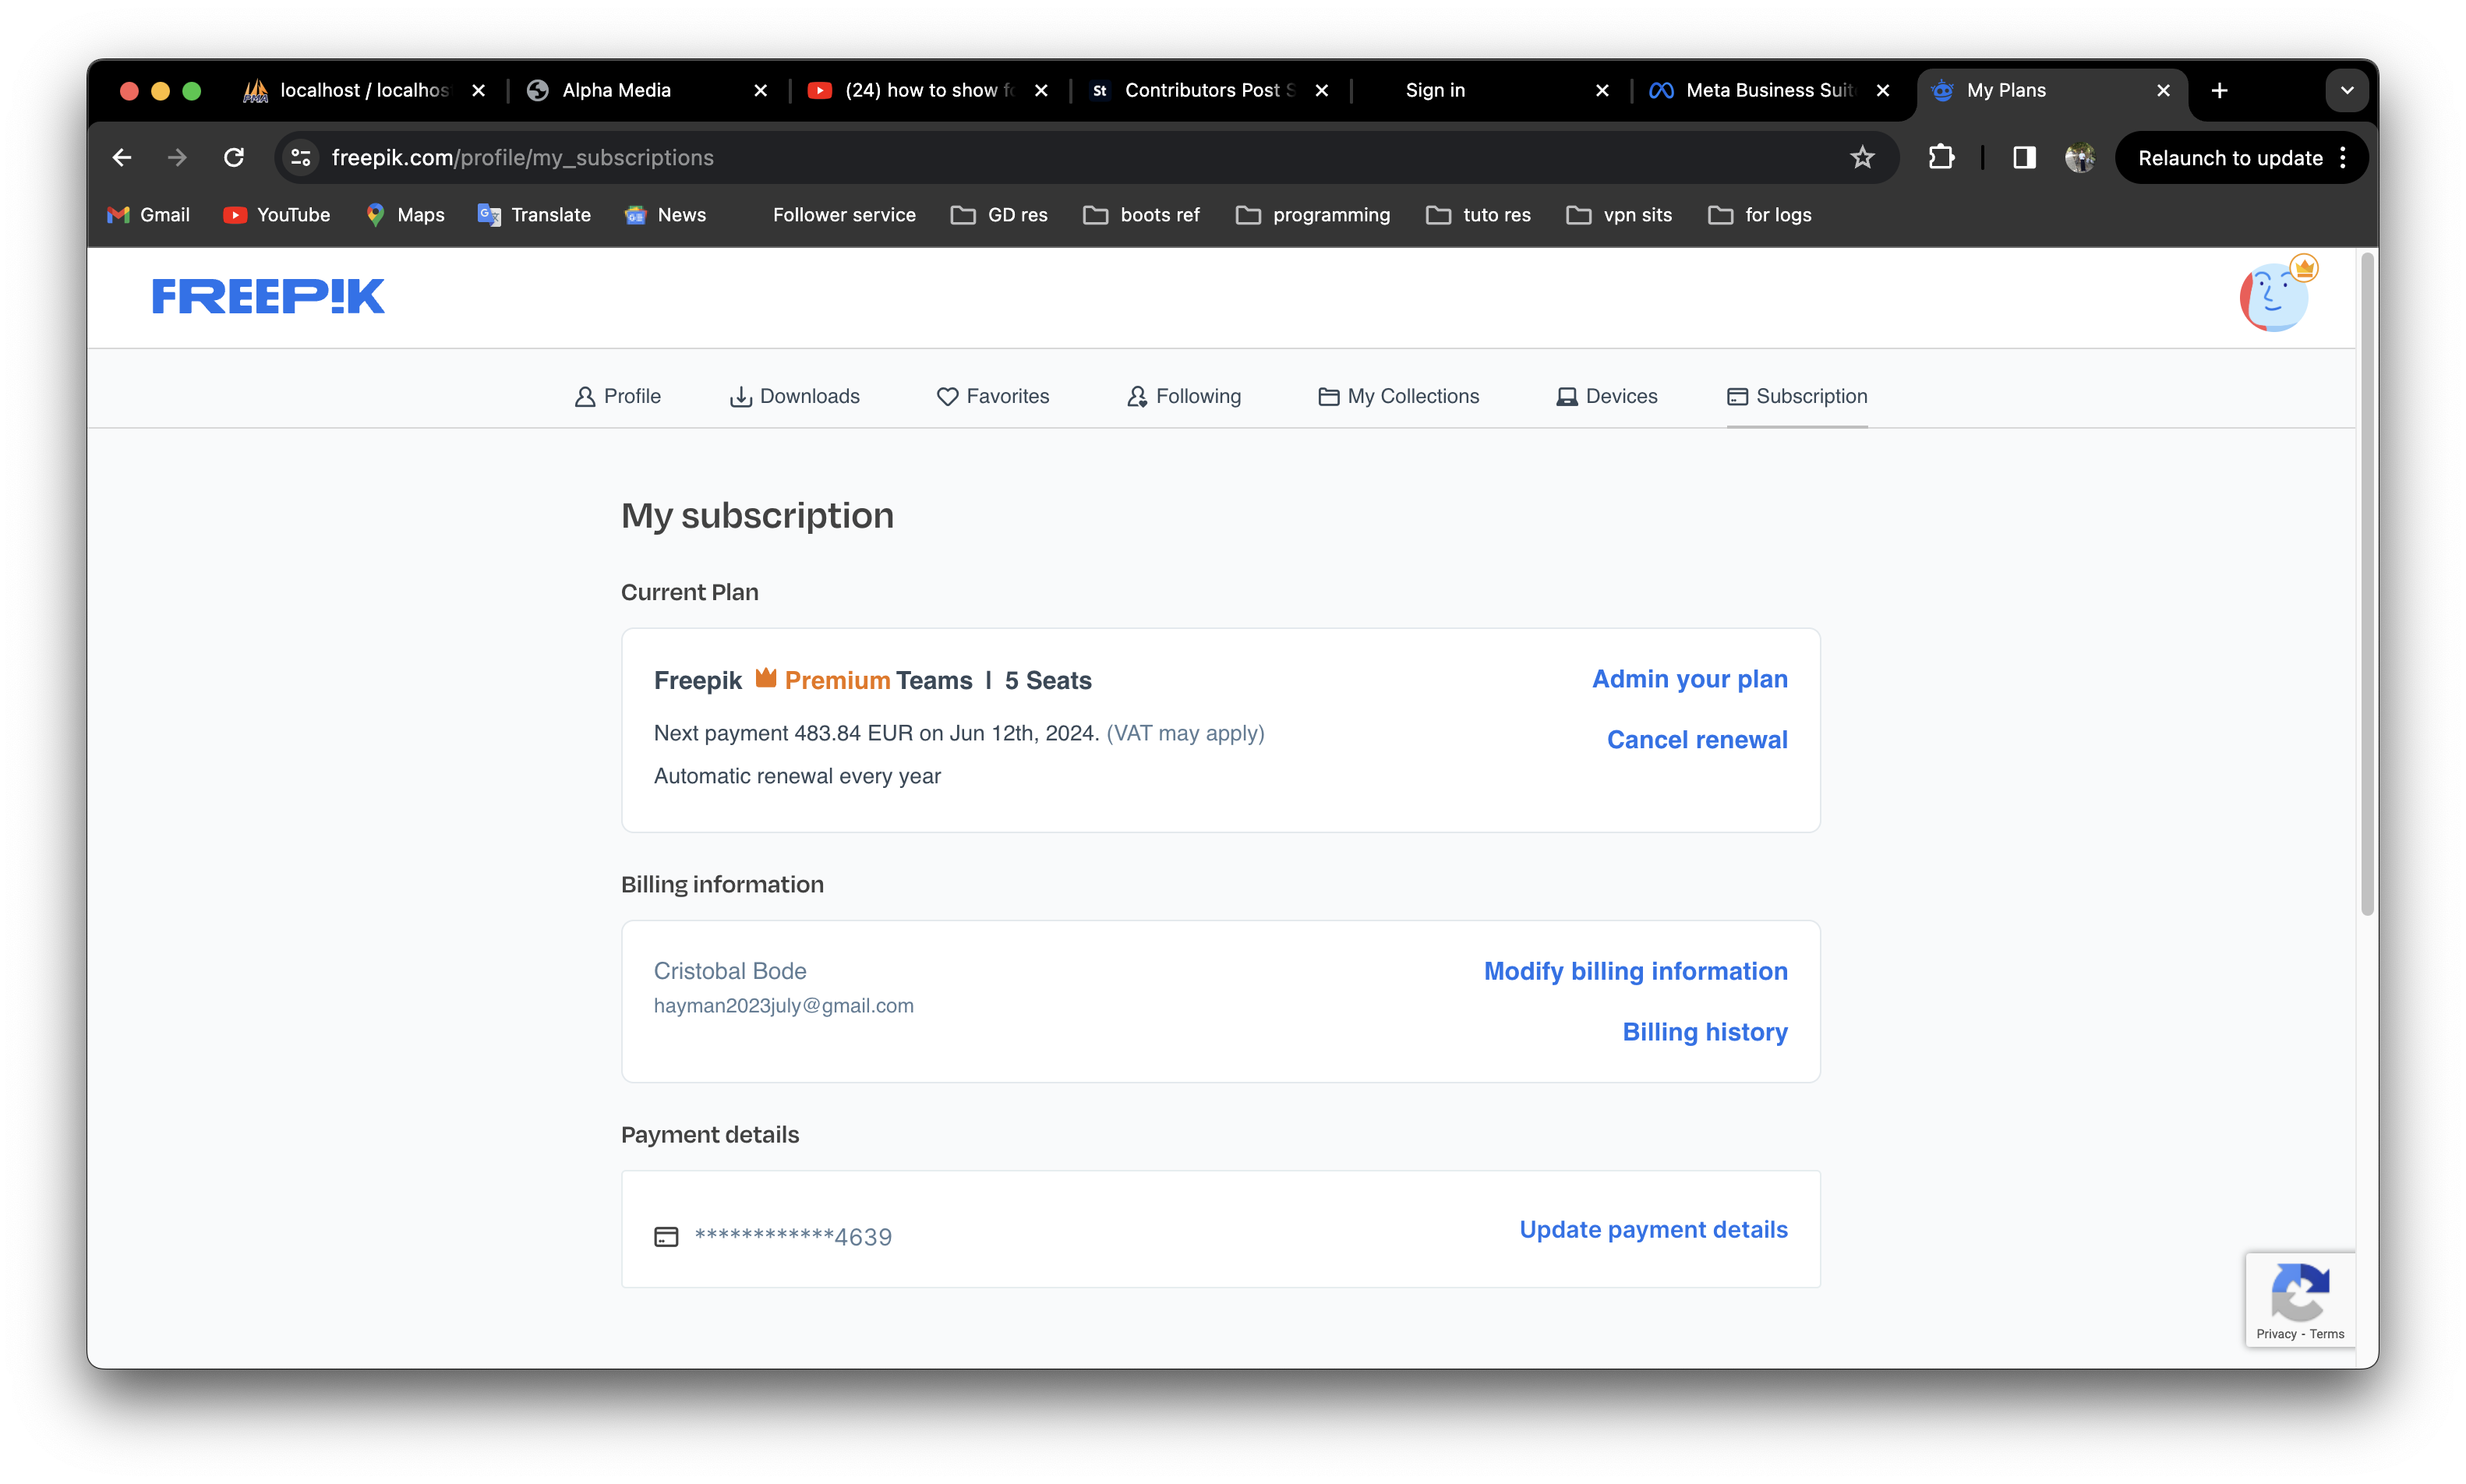 localhost / localhos
Alpha Media
(24) how to show fo
Contributors Post S
Sign in
Meta Business Suit
My Plans
freepik.com/profile/my_subscriptions
Relaunch to update
Gmail
YouTube
Maps
Translate
News
Follower service
GD res
boots ref
programming
tuto res
vpn sits
for logs
FREEP!K
Profile
Downloads
Favorites
Following
My Collections
Devices
Subscription
My subscription
Current Plan
Freepik Premium Teams | 5 Seats
Admin your plan
Next payment 483.84 EUR on Jun 12th, 2024. (VAT may apply)
Cancel renewal
Automatic renewal every year
Billing information
Cristobal Bode
Modify billing information
hayman2023july@gmail.com
Billing history
Payment details
************4639
Update payment details
Privacy - Terms